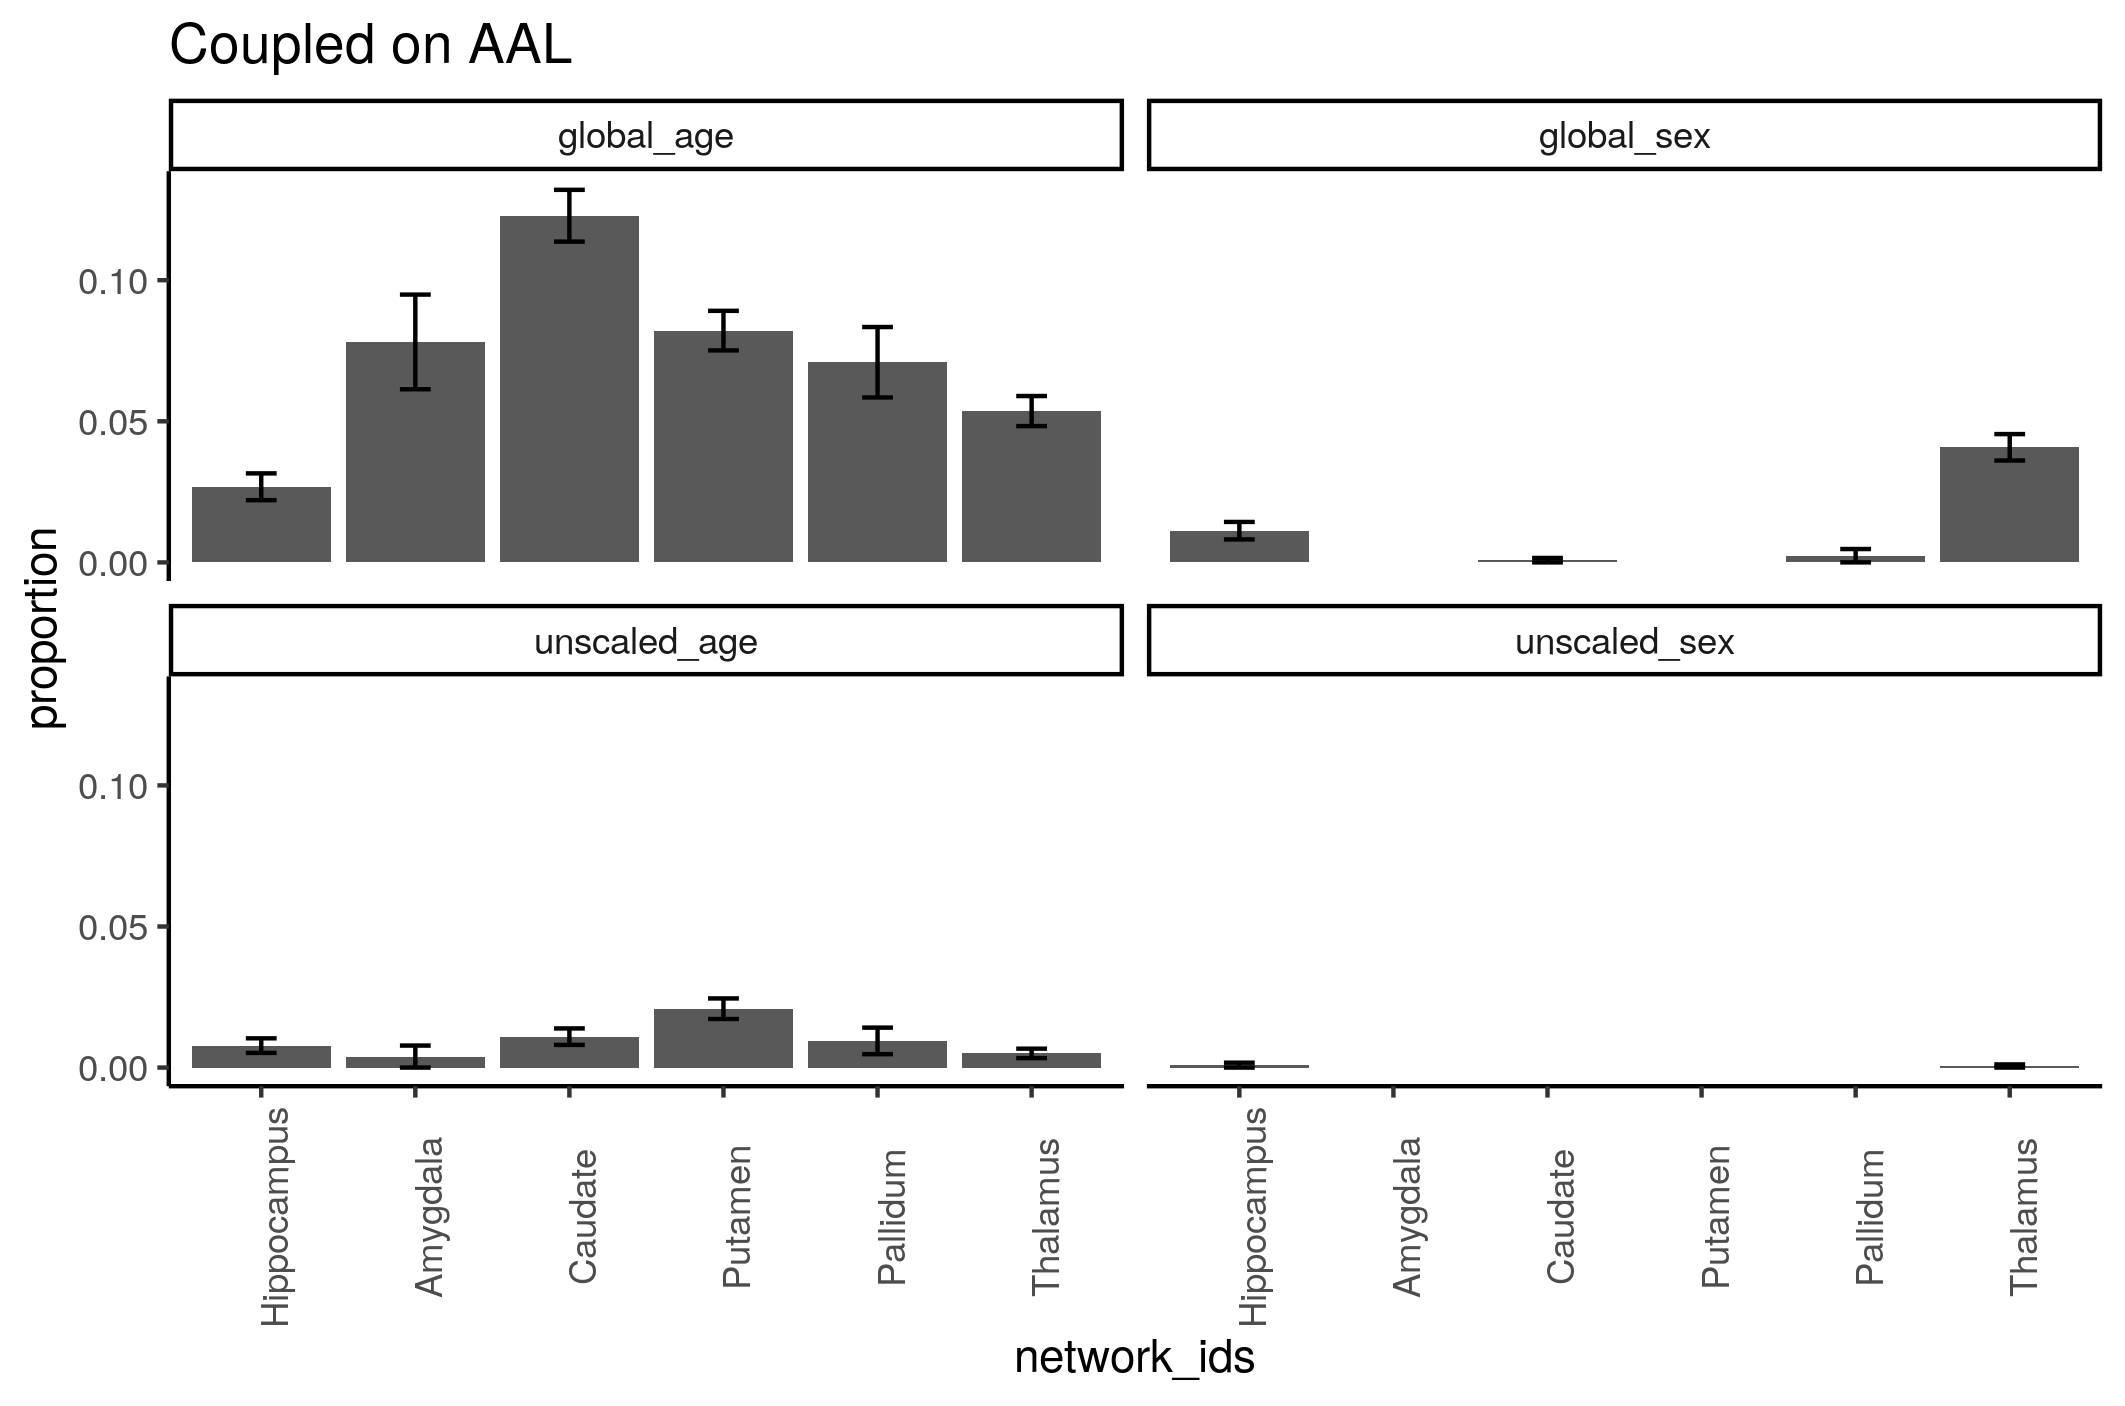 Coupled on AAL
global_age
global_sex
0.10
0.05
0.00
unscaled_age
unscaled_sex
0.10
0.05
0.00
proportion
Hippocampus
Amygdala
Caudate
Putamen
Pallidum
Thalamus
Hippocampus
Amygdala
Caudate
Putamen
Pallidum
Thalamus
network_ids